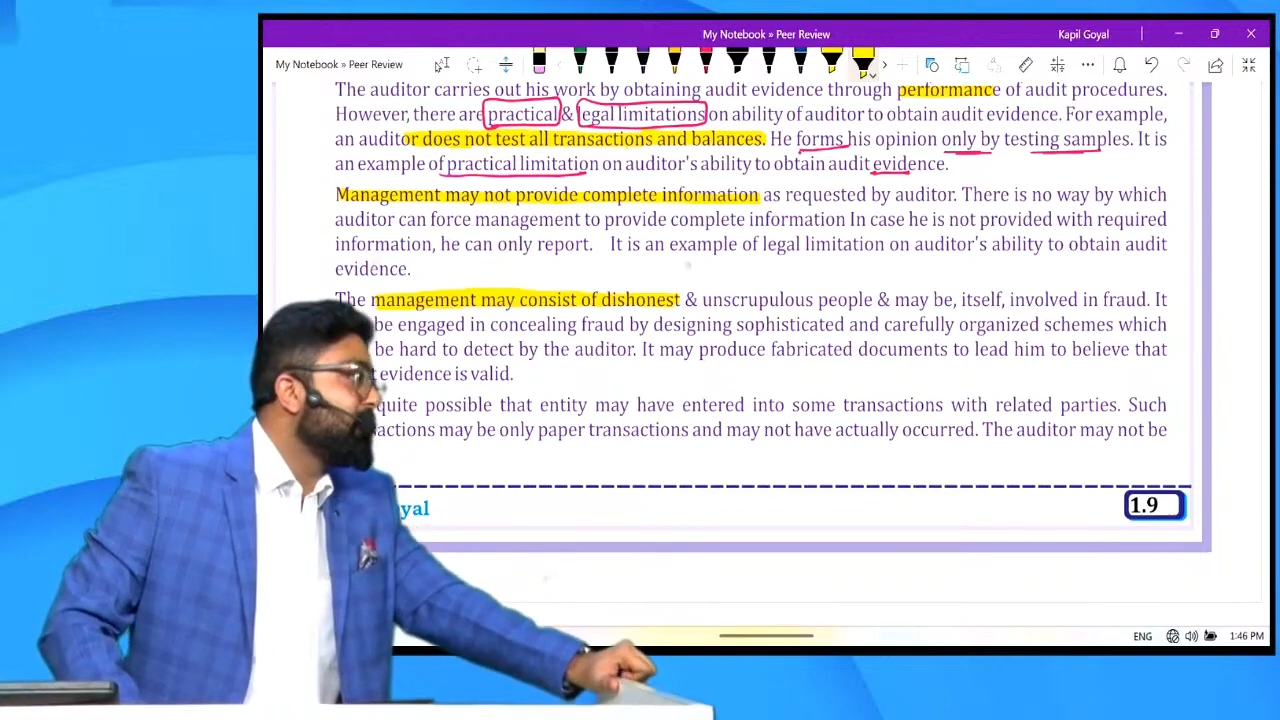 My Notebook » Peer Review
Kapil Goyal
My Notebook » Peer Review
The auditor carries out his work by obtaining audit evidence through performance of audit procedures.
However, there are practical & legal limitations on ability of auditor to obtain audit evidence. For example,
an auditor does not test all transactions and balances. He forms his opinion only by testing samples. It is
an example of practical limitation on auditor's ability to obtain audit evidence.
Management may not provide complete information as requested by auditor. There is no way by which
auditor can force management to provide complete information In case he is not provided with required
information, he can only report. It is an example of legal limitation on auditor's ability to obtain audit
evidence.
The management may consist of dishonest & unscrupulous people & may be, itself, involved in fraud. It
be engaged in concealing fraud by designing sophisticated and carefully organized schemes which
be hard to detect by the auditor. It may produce fabricated documents to lead him to believe that
evidence is valid.
quite possible that entity may have entered into some transactions with related parties. Such
actions may be only paper transactions and may not have actually occurred. The auditor may not be
yal
1.9
ENG
1:46 PM